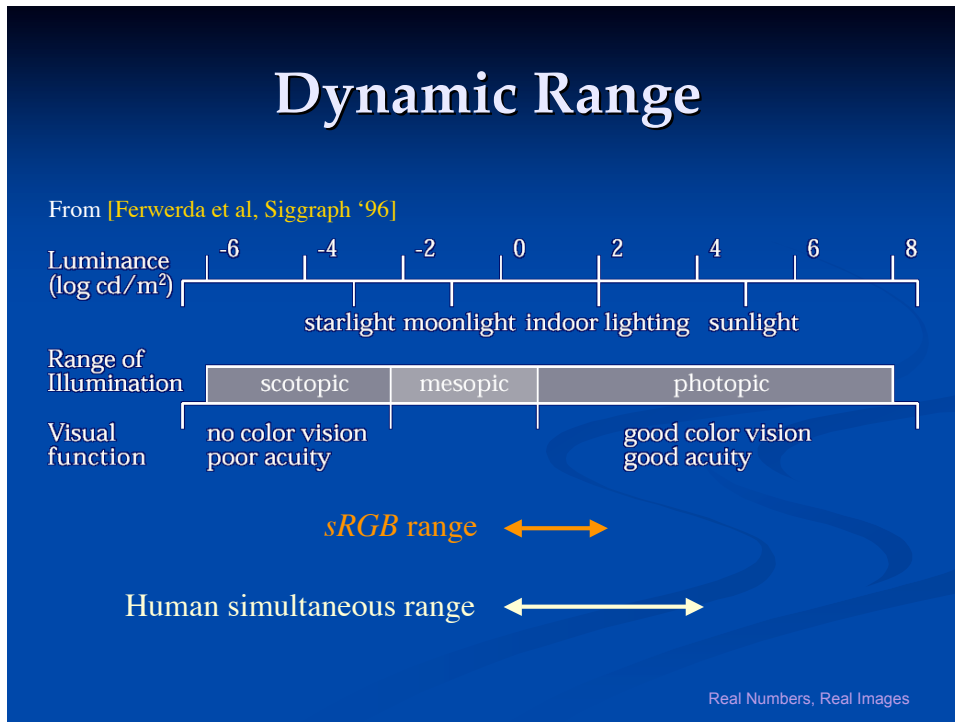 Dynamic Range
From [Ferwerda et al, Siggraph ‘96]
-6 -4 -2 0 2 4 6 8
Luminance
(log cd/m²)
starlight moonlight indoor lighting sunlight
Range of
Illumination
scotopic mesopic photopic
Visual
function
no color vision
poor acuity
good color vision
good acuity
sRGB range
Human simultaneous range
Real Numbers, Real Images